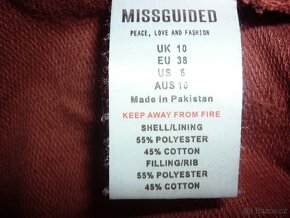 MISSGUIDED
PEACE, LOVE AND FASHION
UK 10
EU 38
US 6
AUS 10
Made in Pakistan
KEEP AWAY FROM FIRE
SHELL/LINING
55% POLYESTER
45% COTTON
FILLING/RIB
55% POLYESTER
45% COTTON